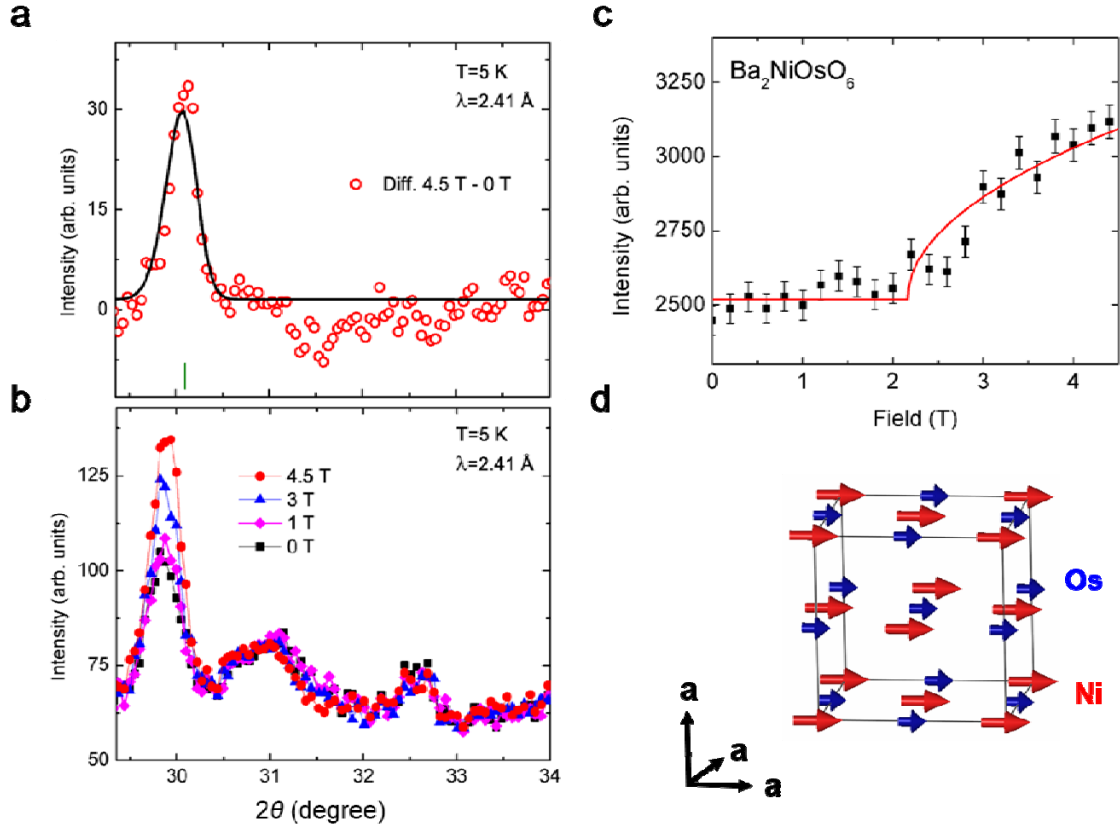 a
T=5 K
λ=2.41 Å
Diff. 4.5 T - 0 T
Intensity (arb. units)
30
15
0
b
T=5 K
λ=2.41 Å
4.5 T
3 T
1 T
0 T
Intensity (arb. units)
125
100
75
50
30
31
32
33
34
2θ (degree)
c
Ba₂NiOsO₆
Intensity (arb. units)
3250
3000
2750
2500
0
1
2
3
4
Field (T)
d
Os
Ni
a
a
a